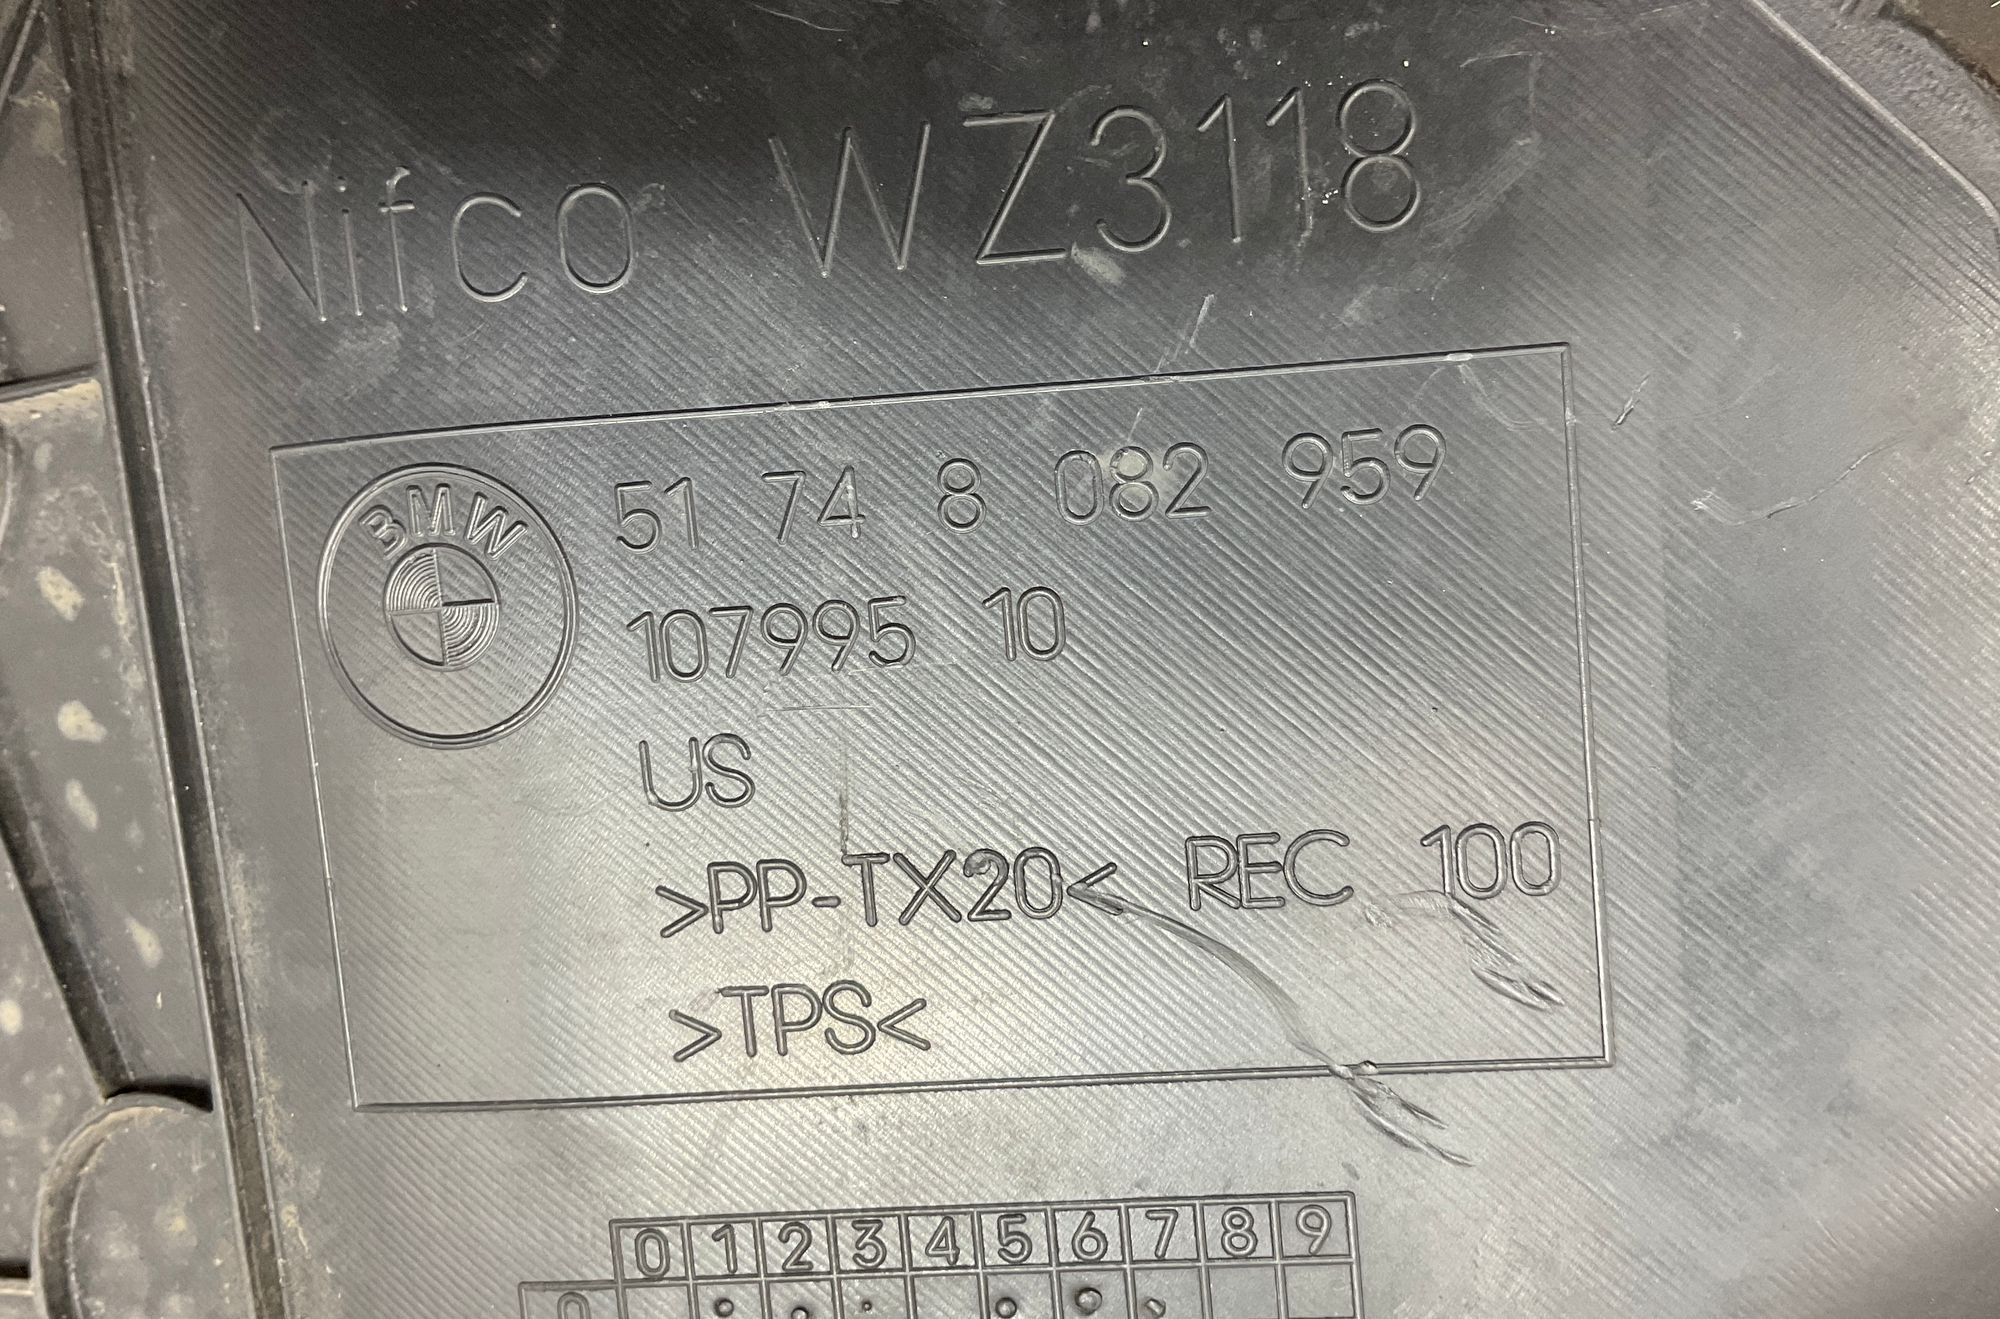 Nifco WZ3118
BMW
51 74 8 082 959
107995 10
US
>PP-TX20< REC 100
>TPS<
0 1 2 3 4 5 6 7 8 9
0